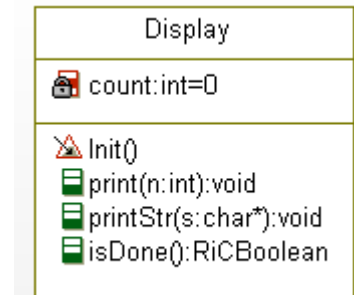 Display
count:int=0
Init()
print(n:int):void
printStr(s:char*):void
isDone():RiCBoolean